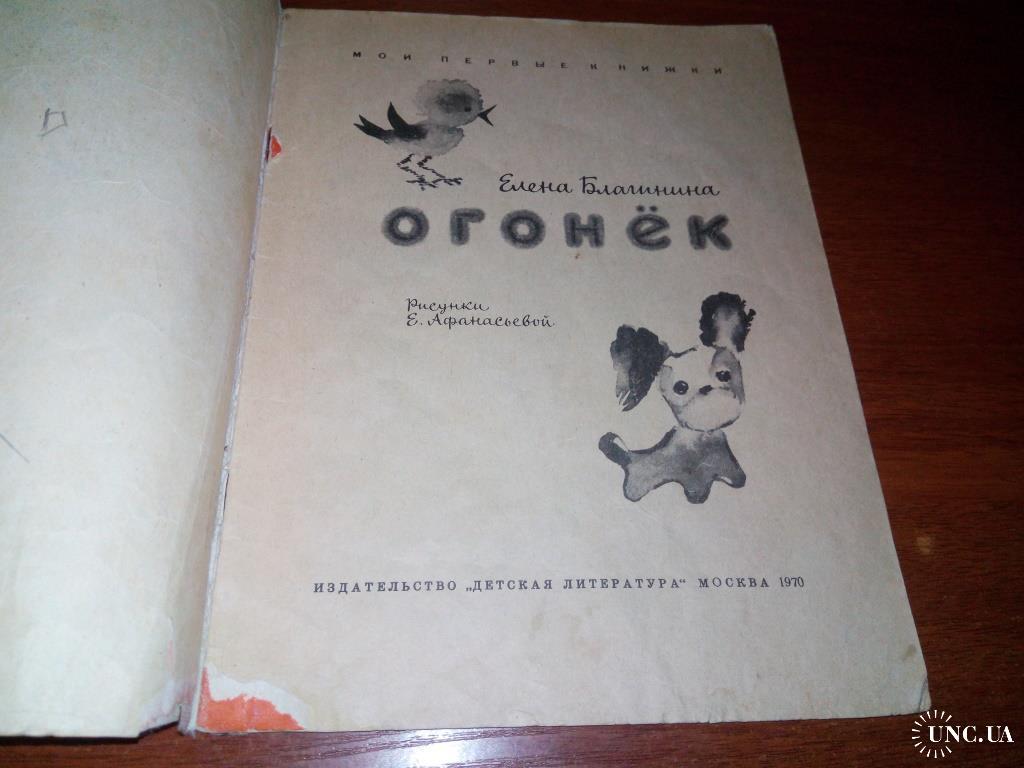 МОИ ПЕРВЫЕ КНИЖКИ
Елена Благинина
ОГОНЁК
Рисунки
Е. Афанасьевой
ИЗДАТЕЛЬСТВО „ДЕТСКАЯ ЛИТЕРАТУРА“ МОСКВА 1970
UNC.UA